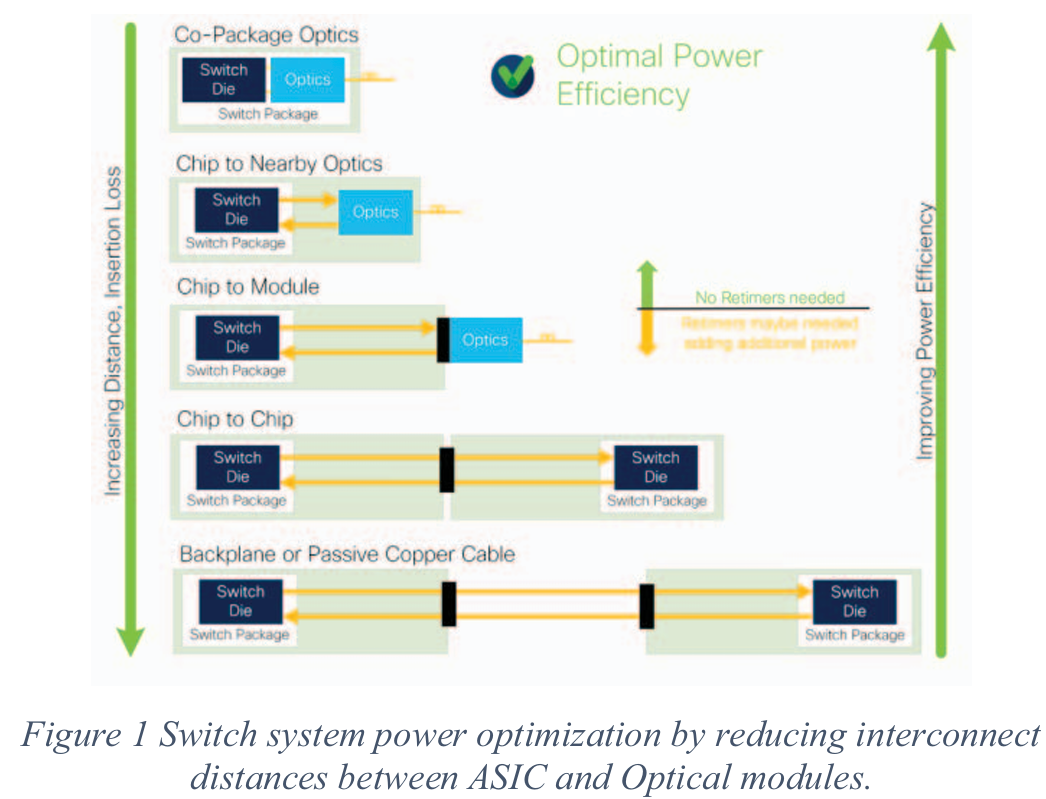 Co-Package Optics
Switch
Die
Optics
Switch Package
Optimal Power
Efficiency
Chip to Nearby Optics
Switch
Die
Optics
Switch Package
Chip to Module
Switch
Die
Optics
Switch Package
No Retimers needed
Retimers maybe needed
adding additional power
Chip to Chip
Switch
Die
Switch Package
Switch
Die
Switch Package
Backplane or Passive Copper Cable
Switch
Die
Switch Package
Switch
Die
Switch Package
Increasing Distance, Insertion Loss
Improving Power Efficiency
Figure 1 Switch system power optimization by reducing interconnect
distances between ASIC and Optical modules.